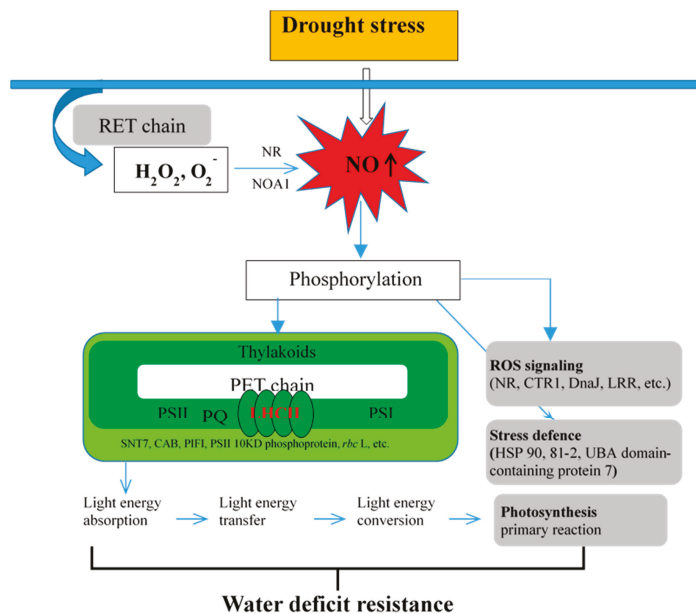 Drought stress
RET chain
H₂O₂, O₂⁻
NR
NOA1
NO ↑
Phosphorylation
Thylakoids
PET chain
PSII
PQ
LHCII
PSI
SNT7, CAB, PIFI, PSII 10KD phosphoprotein, rbc L, etc.
ROS signaling
(NR, CTR1, DnaJ, LRR, etc.)
Stress defence
(HSP 90, 81-2, UBA domain-
containing protein 7)
Light energy
absorption
Light energy
transfer
Light energy
conversion
Photosynthesis
primary reaction
Water deficit resistance